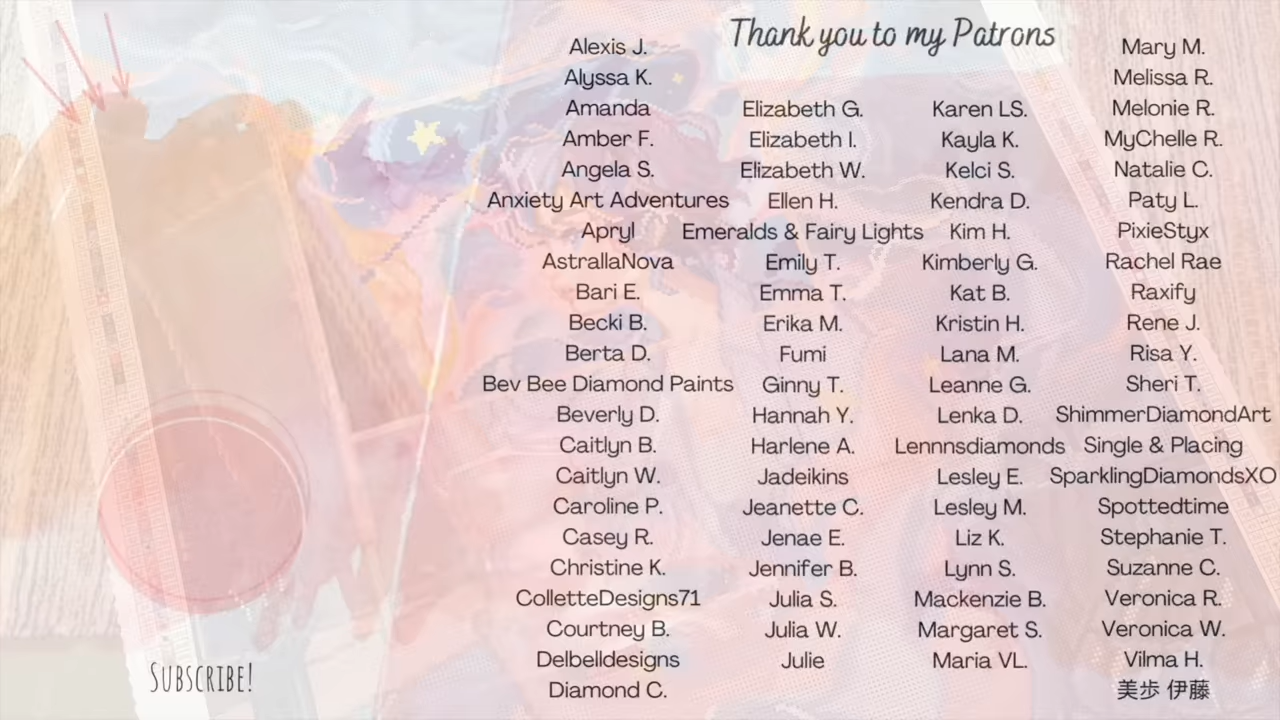 Thank you to my Patrons
Alexis J.
Alyssa K.
Amanda
Amber F.
Angela S.
Anxiety Art Adventures
Apryl
AstrallaNova
Bari E.
Becki B.
Berta D.
Bev Bee Diamond Paints
Beverly D.
Caitlyn B.
Caitlyn W.
Caroline P.
Casey R.
Christine K.
ColletteDesigns71
Courtney B.
Delbelldesigns
Diamond C.
Elizabeth G.
Elizabeth I.
Elizabeth W.
Ellen H.
Emeralds & Fairy Lights
Emily T.
Emma T.
Erika M.
Fumi
Ginny T.
Hannah Y.
Harlene A.
Jadeikins
Jeanette C.
Jenae E.
Jennifer B.
Julia S.
Julia W.
Julie
Karen LS.
Kayla K.
Kelci S.
Kendra D.
Kim H.
Kimberly G.
Kat B.
Kristin H.
Lana M.
Leanne G.
Lenka D.
Lennnsdiamonds
Lesley E.
Lesley M.
Liz K.
Lynn S.
Mackenzie B.
Margaret S.
Maria VL.
Mary M.
Melissa R.
Melonie R.
MyChelle R.
Natalie C.
Paty L.
PixieStyx
Rachel Rae
Raxify
Rene J.
Risa Y.
Sheri T.
ShimmerDiamondArt
Single & Placing
SparklingDiamondsXO
Spottedtime
Stephanie T.
Suzanne C.
Veronica R.
Veronica W.
Vilma H.
美歩 伊藤
SUBSCRIBE!